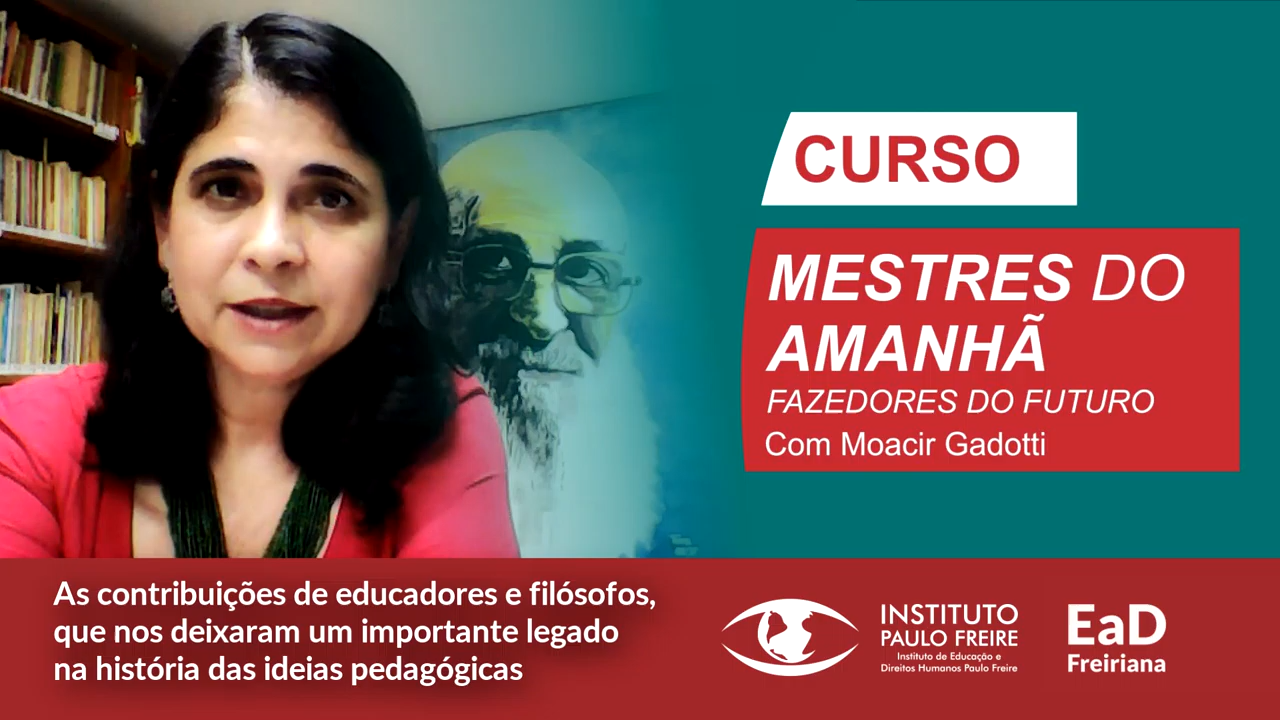 CURSO
MESTRES DO
AMANHÃ
FAZEDORES DO FUTURO
Com Moacir Gadotti
As contribuições de educadores e filósofos,
que nos deixaram um importante legado
na história das ideias pedagógicas
INSTITUTO
PAULO FREIRE
Instituto de Educação e
Direitos Humanos Paulo Freire
EaD
Freiriana